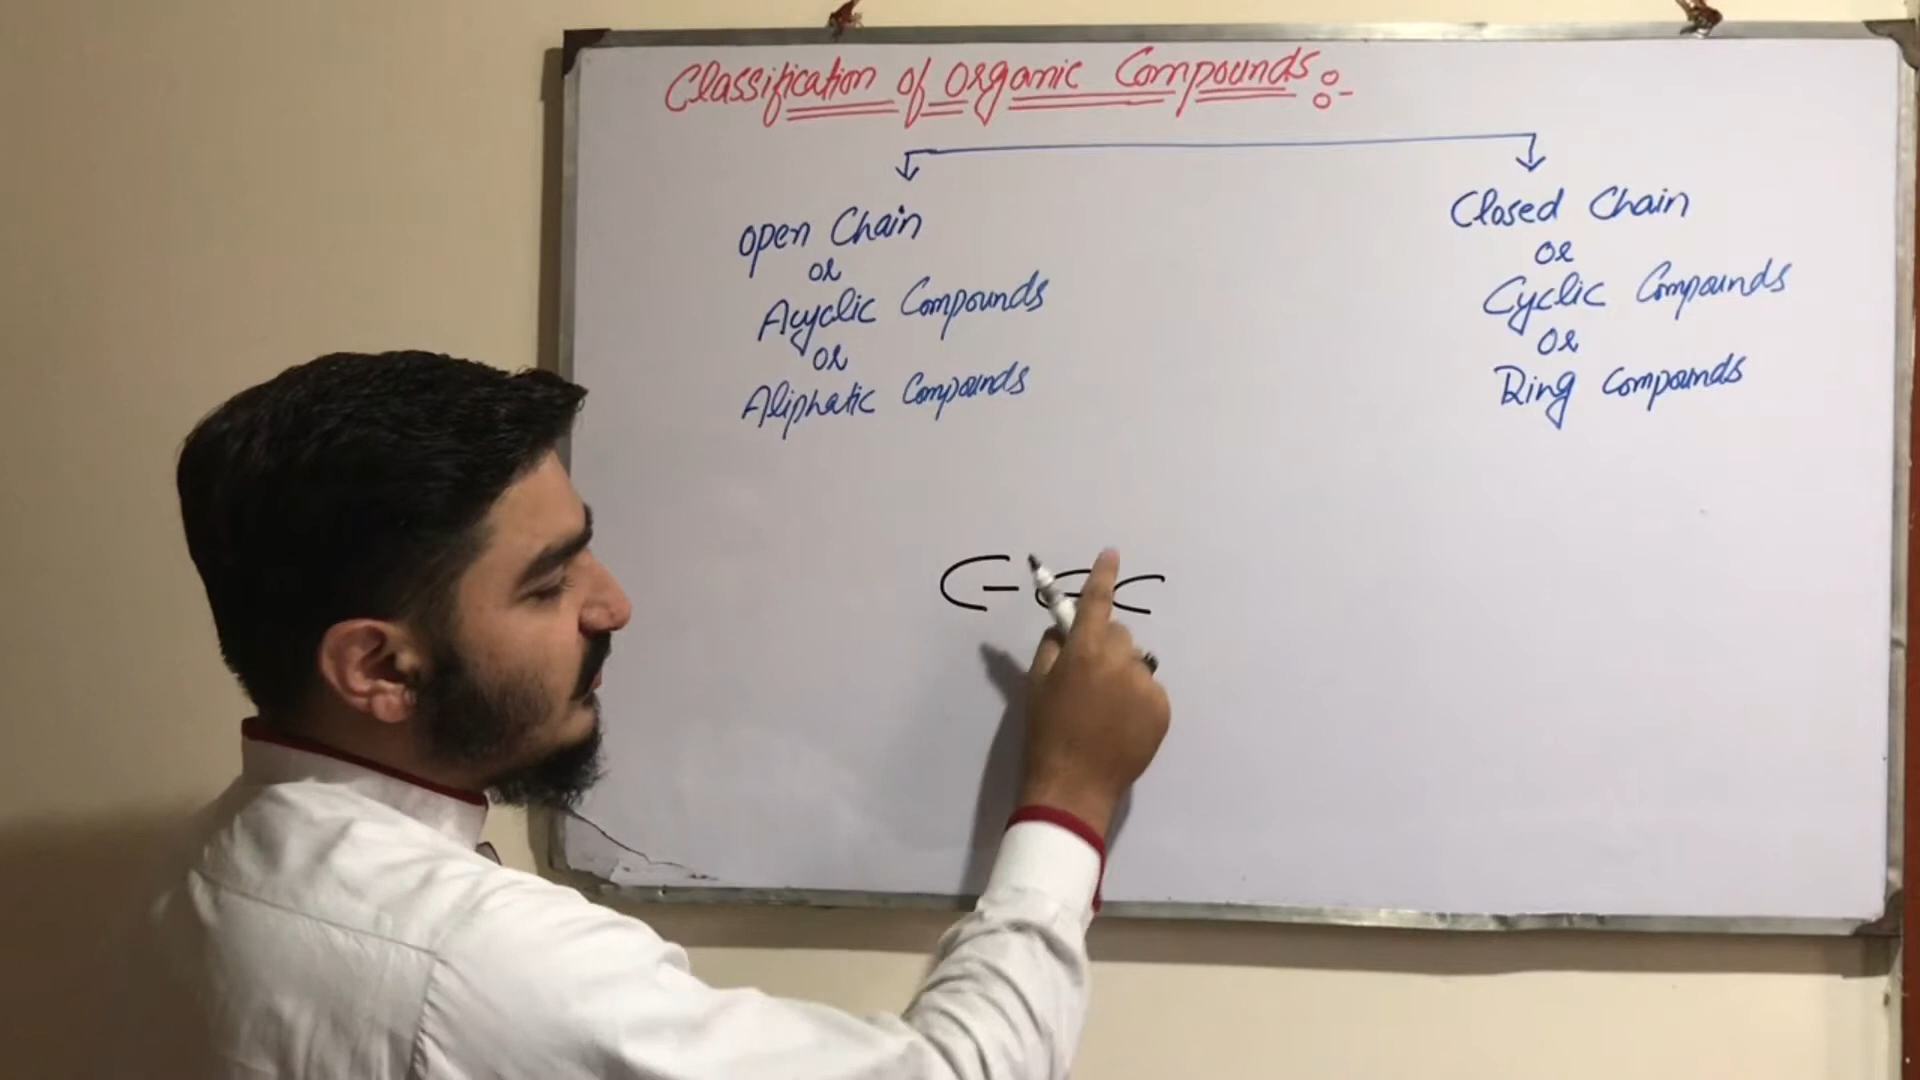 Classification of Organic Compounds:-
Open Chain
or
Acyclic Compounds
or
Aliphatic Compounds
Closed Chain
or
Cyclic Compounds
or
Ring Compounds
C-C-C